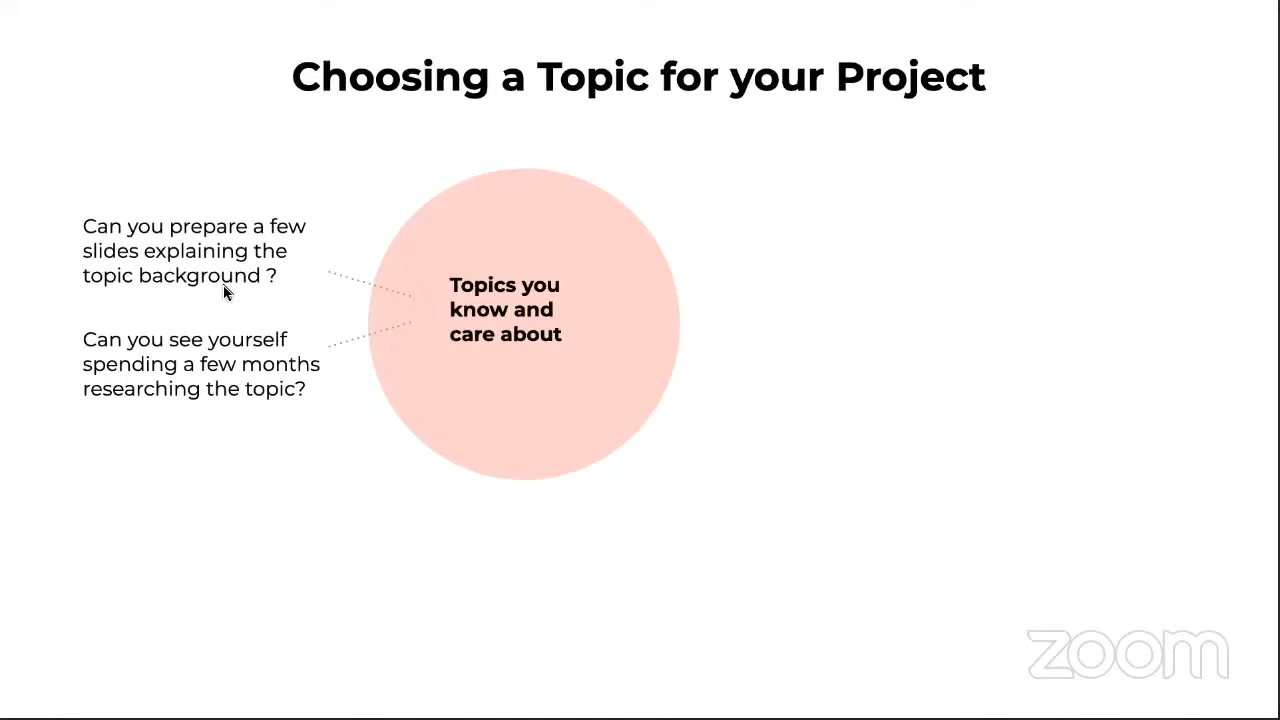 Choosing a Topic for your Project
Can you prepare a few
slides explaining the
topic background ?
Can you see yourself
spending a few months
researching the topic?
Topics you
know and
care about
zoom